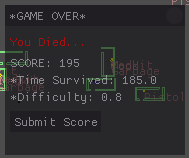 *GAME OVER*
You Died...
SCORE: 195
*Time Survived: 185.0
*Difficulty: 0.8
Submit Score